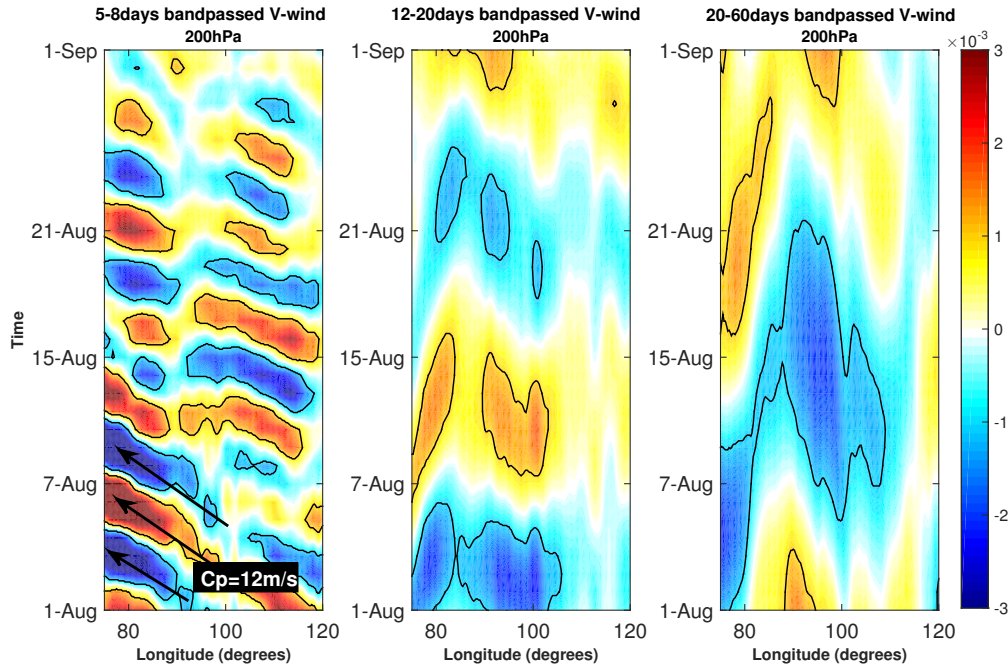 5-8days bandpassed V-wind
200hPa
12-20days bandpassed V-wind
200hPa
20-60days bandpassed V-wind
200hPa
×10⁻³
1-Sep
21-Aug
15-Aug
7-Aug
1-Aug
Time
Cp=12m/s
80 100 120
Longitude (degrees)
1-Sep
21-Aug
15-Aug
7-Aug
1-Aug
80 100 120
Longitude (degrees)
1-Sep
21-Aug
15-Aug
7-Aug
1-Aug
80 100 120
Longitude (degrees)
3
2
1
0
-1
-2
-3